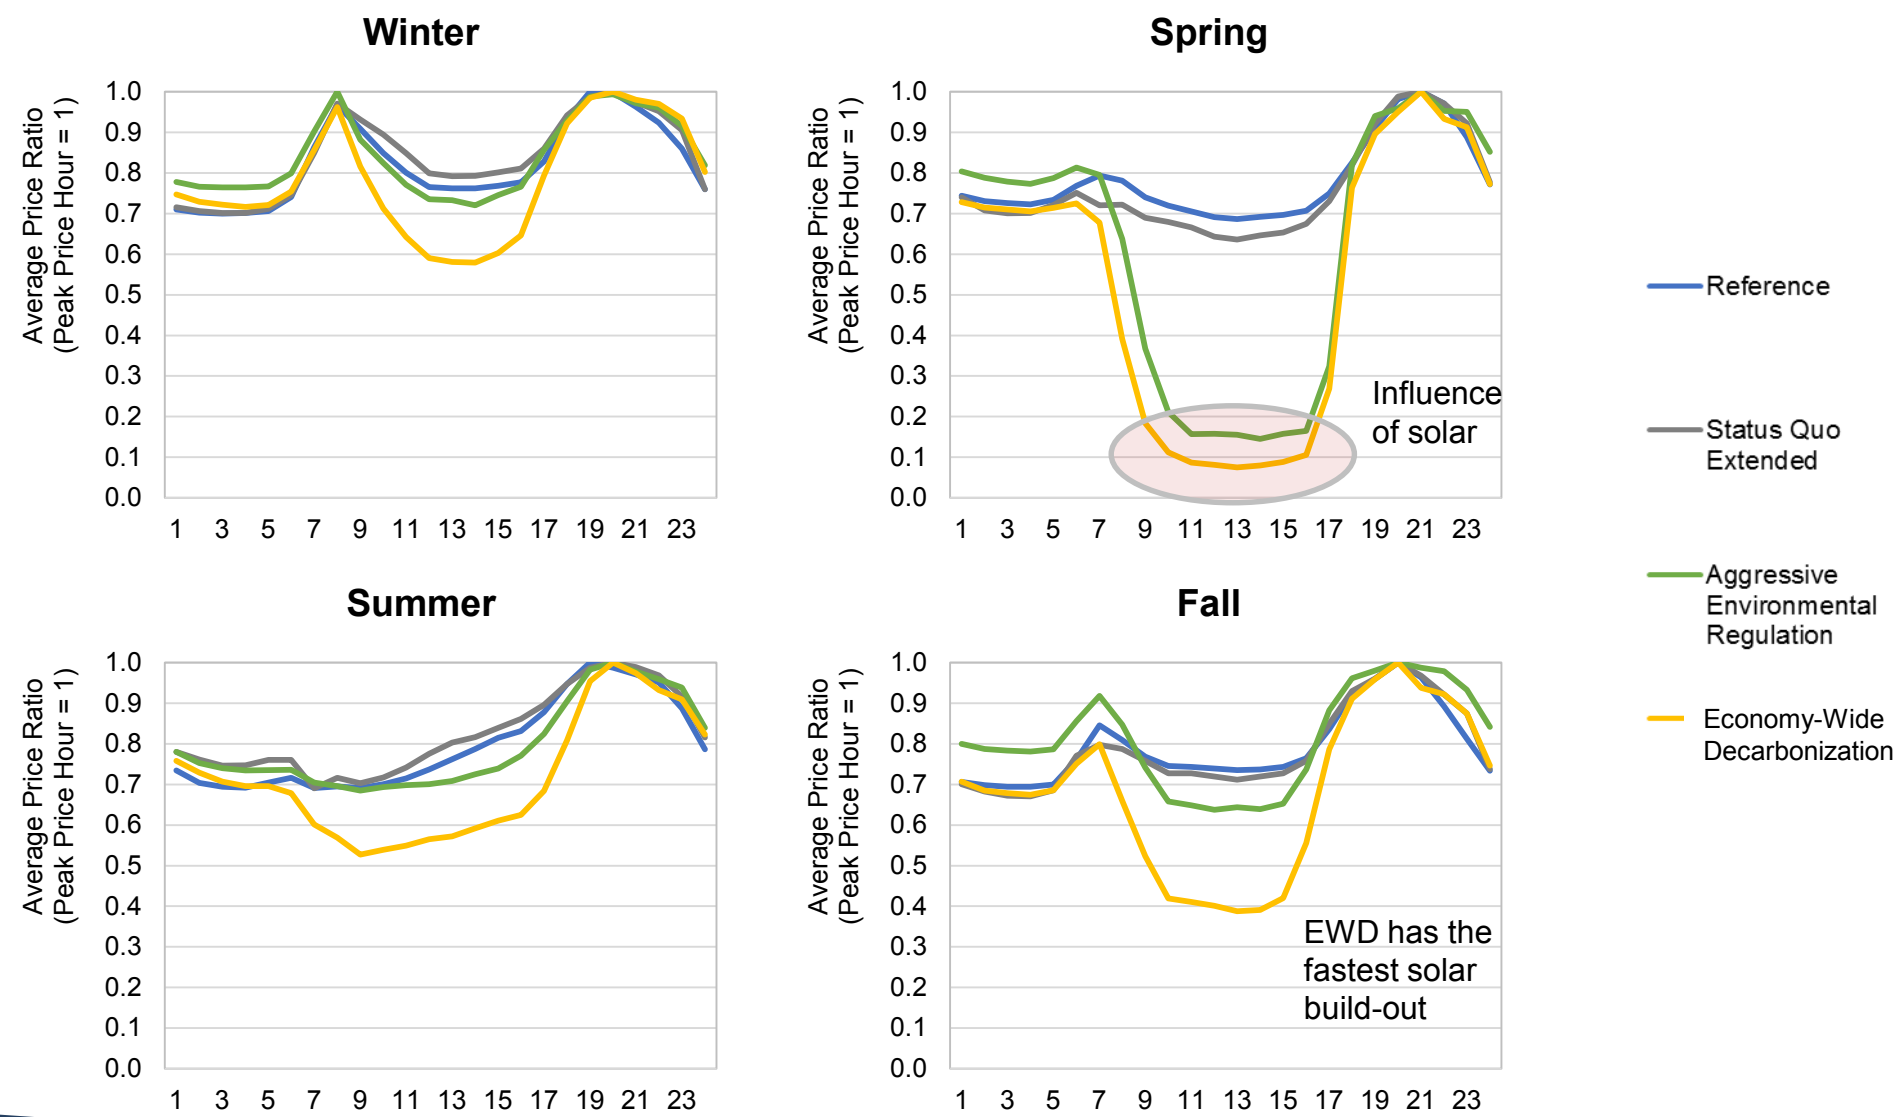 Winter
Average Price Ratio
(Peak Price Hour = 1)
1.0
0.9
0.8
0.7
0.6
0.5
0.4
0.3
0.2
0.1
0.0
1 3 5 7 9 11 13 15 17 19 21 23
Spring
Average Price Ratio
(Peak Price Hour = 1)
1.0
0.9
0.8
0.7
0.6
0.5
0.4
0.3
0.2
0.1
0.0
Influence
of solar
1 3 5 7 9 11 13 15 17 19 21 23
Summer
Average Price Ratio
(Peak Price Hour = 1)
1.0
0.9
0.8
0.7
0.6
0.5
0.4
0.3
0.2
0.1
0.0
1 3 5 7 9 11 13 15 17 19 21 23
Fall
Average Price Ratio
(Peak Price Hour = 1)
1.0
0.9
0.8
0.7
0.6
0.5
0.4
0.3
0.2
0.1
0.0
EWD has the
fastest solar
build-out
1 3 5 7 9 11 13 15 17 19 21 23
Reference
Status Quo
Extended
Aggressive
Environmental
Regulation
Economy-Wide
Decarbonization